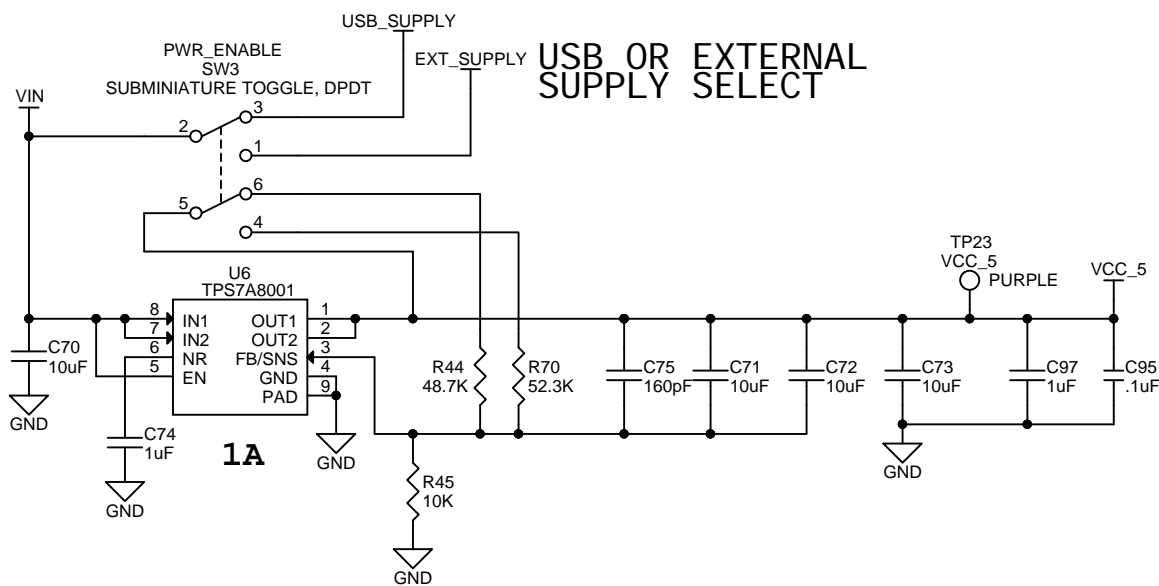 USB_SUPPLY
EXT_SUPPLY
USB OR EXTERNAL
SUPPLY SELECT
PWR_ENABLE
SW3
SUBMINIATURE TOGGLE, DPDT
VIN
2
3
1
5
6
4
U6
TPS7A8001
8
7
6
5
IN1
IN2
NR
EN
OUT1
OUT2
FB/SNS
GND
PAD
1
2
3
4
9
1A
C70
10uF
GND
C74
1uF
GND
GND
R44
48.7K
R70
52.3K
R45
10K
GND
C75
160pF
C71
10uF
C72
10uF
C73
10uF
GND
TP23
VCC_5
PURPLE
VCC_5
C97
1uF
C95
.1uF